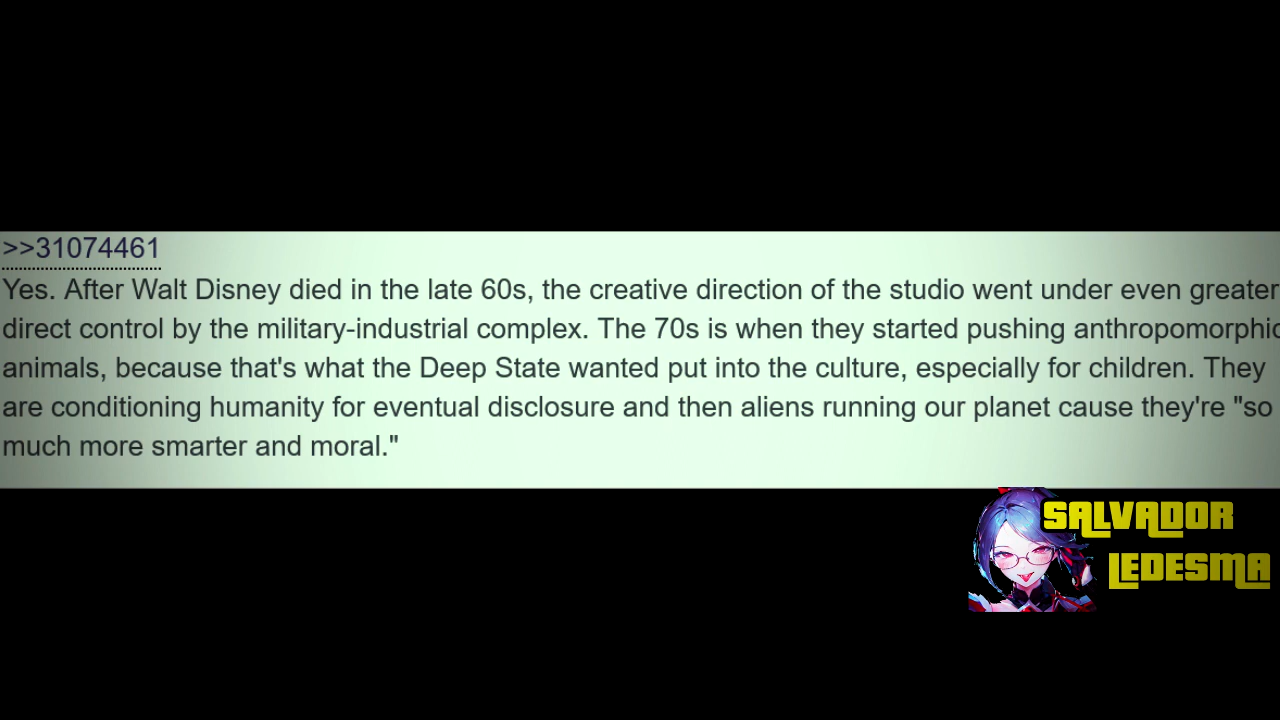 >>31074461
Yes. After Walt Disney died in the late 60s, the creative direction of the studio went under even greater
direct control by the military-industrial complex. The 70s is when they started pushing anthropomorphic
animals, because that's what the Deep State wanted put into the culture, especially for children. They
are conditioning humanity for eventual disclosure and then aliens running our planet cause they're "so
much more smarter and moral."
SALVADOR
LEDESMA